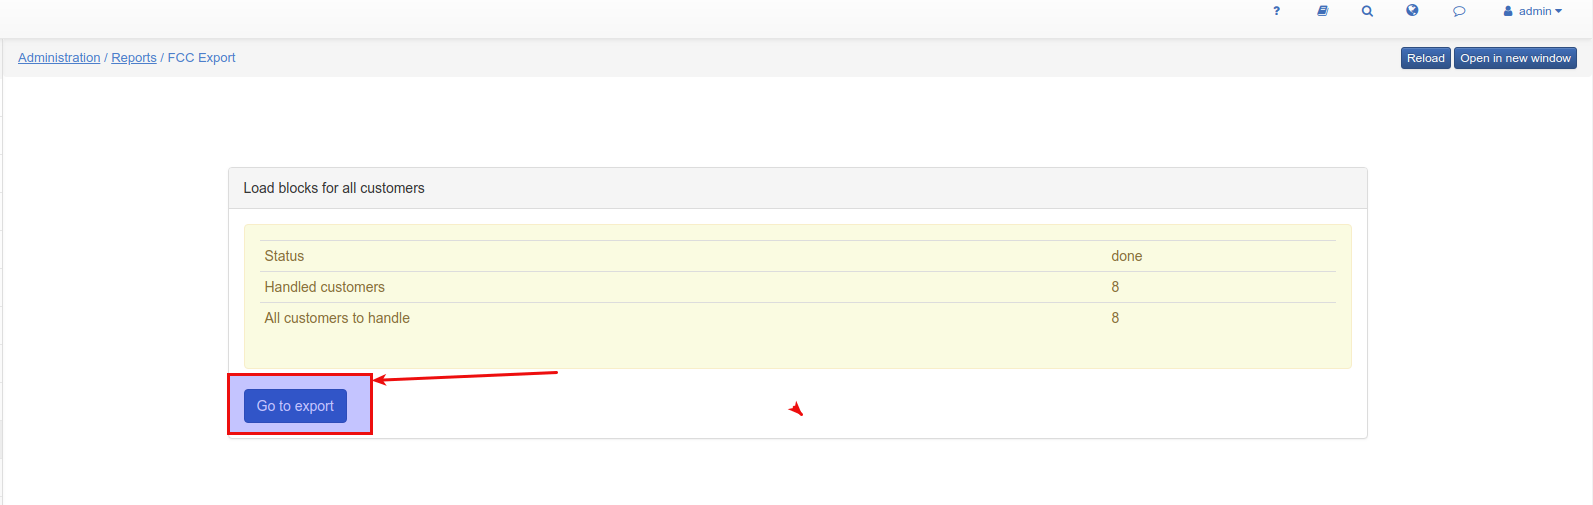 ? admin
Administration / Reports / FCC Export
Reload Open in new window
Load blocks for all customers
Status done
Handled customers 8
All customers to handle 8
Go to export